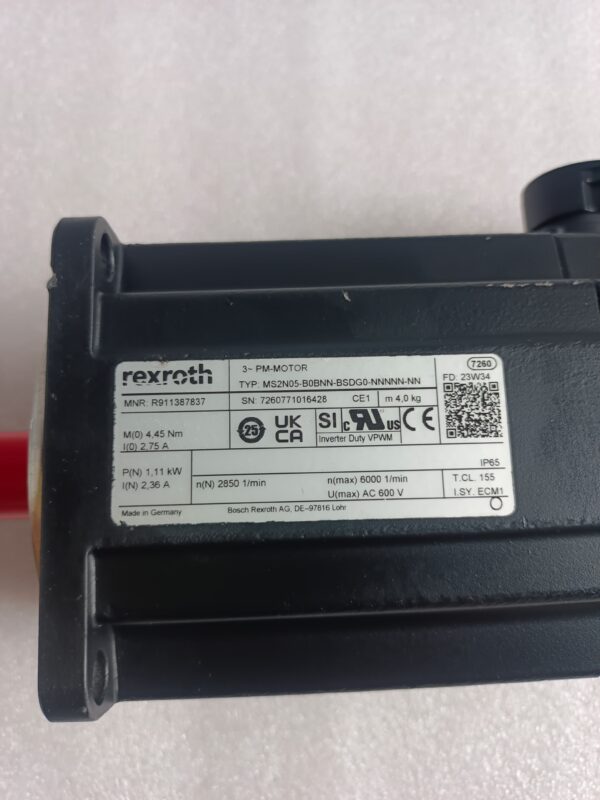 rexroth
3~ PM-MOTOR
7260
TYP: MS2N05-B0BNN-BSDG0-NNNNN-NN
FD: 23W34
MNR: R911387837
SN: 7260771016428
CE1
m 4,0 kg
M(0) 4,45 Nm
I(0) 2,75 A
25
UK
CA
SI
c RU us
CE
Inverter Duty VPWM
P(N) 1,11 kW
I(N) 2,36 A
n(N) 2850 1/min
n(max) 6000 1/min
U(max) AC 600 V
IP65
T.CL. 155
I.SY. ECM1
Made in Germany
Bosch Rexroth AG, DE-97816 Lohr